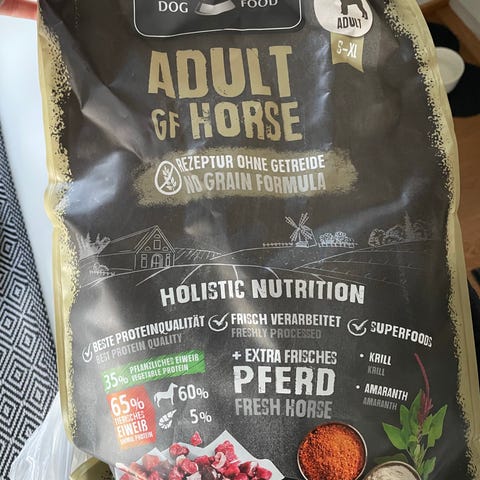 DOG FOOD
ADULT
S–XL
ADULT
GF HORSE
REZEPTUR OHNE GETREIDE
NO GRAIN FORMULA
HOLISTIC NUTRITION
BESTE PROTEINQUALITÄT
BEST PROTEIN QUALITY
FRISCH VERARBEITET
FRESHLY PROCESSED
SUPERFOODS
35% PFLANZLICHES EIWEIß
VEGETABLE PROTEIN
65%
TIERISCHES
EIWEIß
ANIMAL PROTEIN
60%
5%
+ EXTRA FRISCHES
PFERD
FRESH HORSE
• KRILL
KRILL
• AMARANTH
AMARANTH